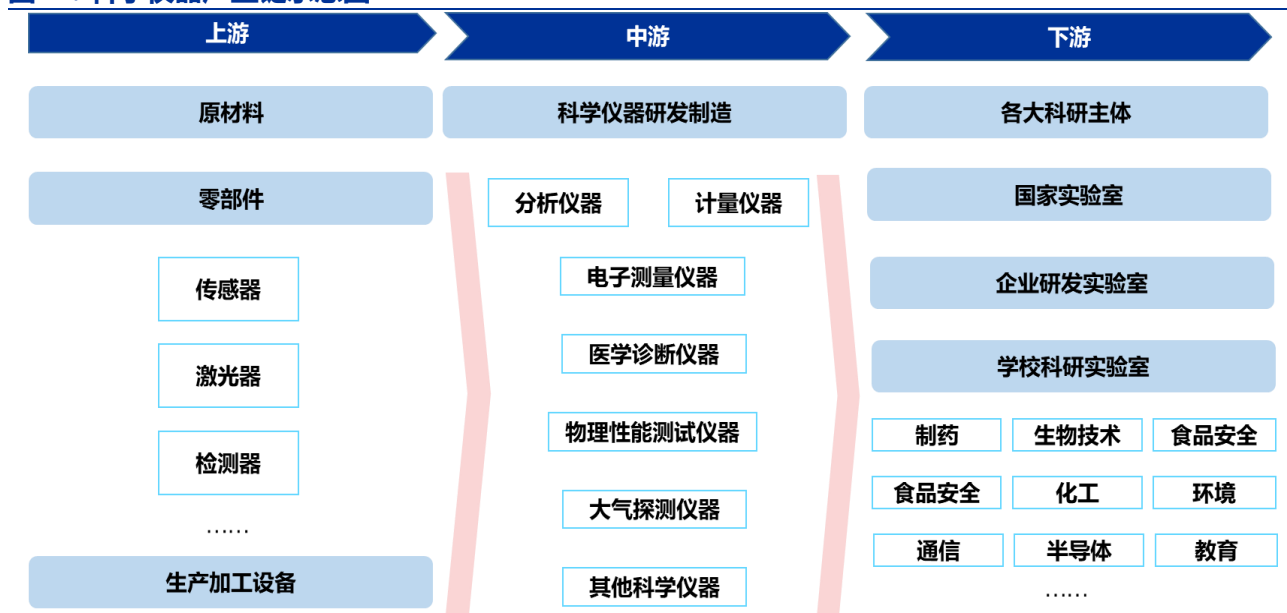 上游
中游
下游
原材料
科学仪器研发制造
各大科研主体
零部件
分析仪器
计量仪器
国家实验室
传感器
电子测量仪器
企业研发实验室
激光器
医学诊断仪器
学校科研实验室
检测器
物理性能测试仪器
制药
生物技术
食品安全
……
大气探测仪器
食品安全
化工
环境
生产加工设备
其他科学仪器
通信
半导体
教育
……